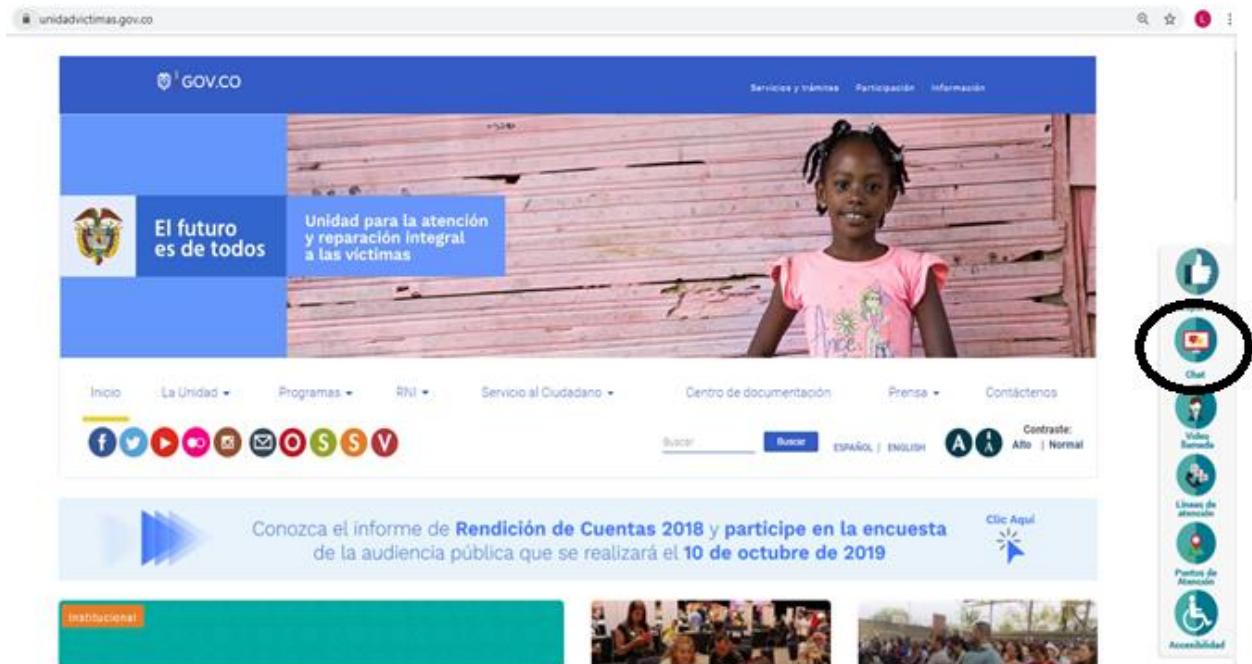 unidadvictimas.gov.co
GOV.CO
Servicios y trámites Participación Información
El futuro
es de todos
Unidad para la atención
y reparación integral
a las víctimas
Inicio La Unidad Programas RNI Servicio al Ciudadano Centro de documentación Prensa Contáctenos
O S S V
Buscar Buscar ESPAÑOL | ENGLISH A A Contraste:
Alto | Normal
Conozca el informe de Rendición de Cuentas 2018 y participe en la encuesta
de la audiencia pública que se realizará el 10 de octubre de 2019
Clic Aquí
Institucional
Chat
Video
llamada
Líneas de
atención
Puntos de
Atención
Accesibilidad